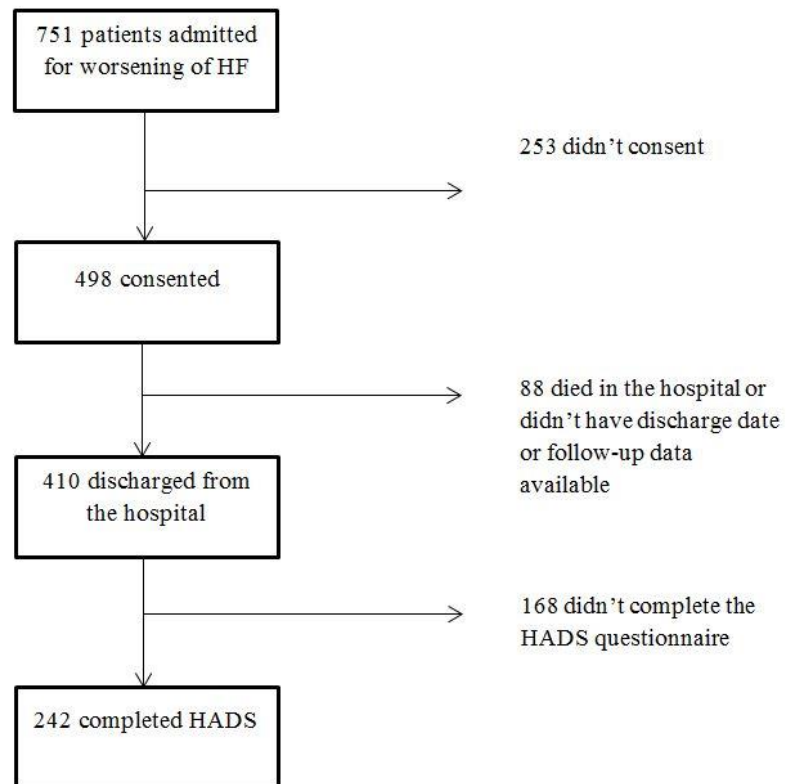 751 patients admitted
for worsening of HF
253 didn’t consent
498 consented
88 died in the hospital or
didn’t have discharge date
or follow-up data
available
410 discharged from
the hospital
168 didn’t complete the
HADS questionnaire
242 completed HADS